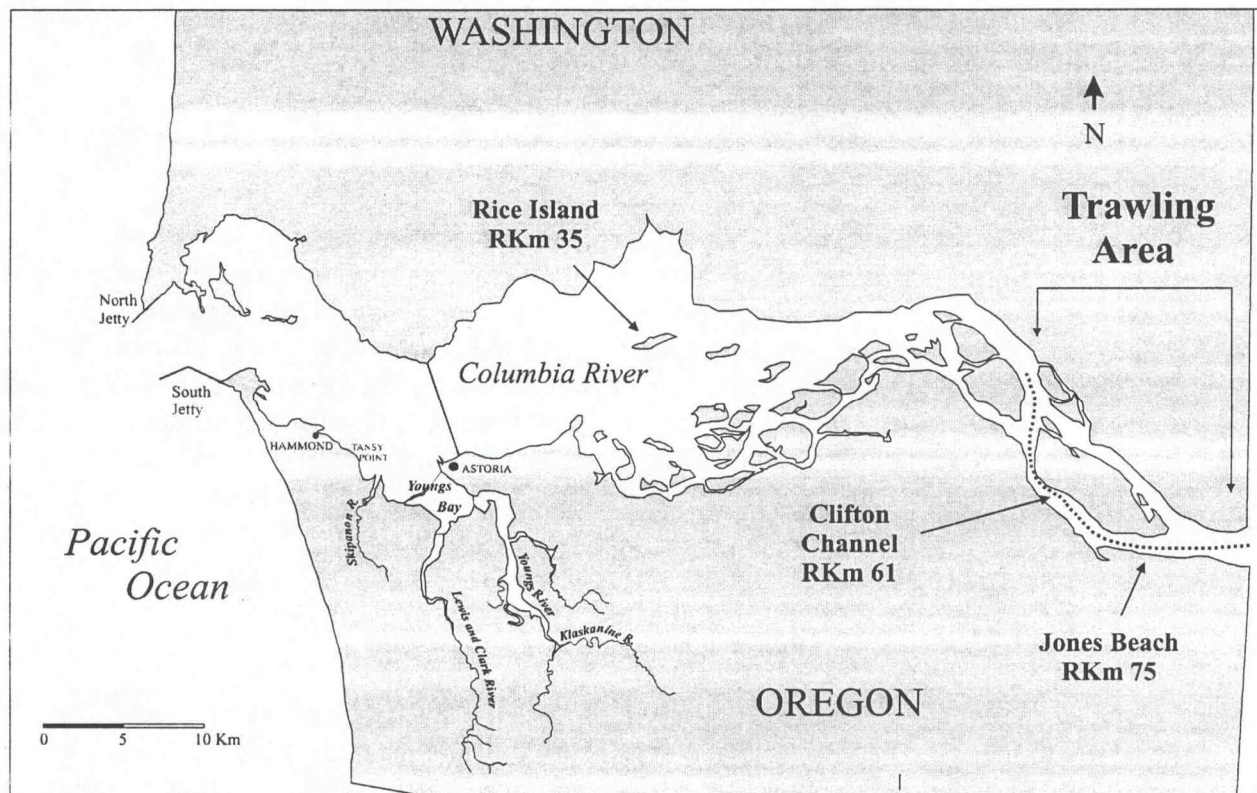 WASHINGTON
N
Trawling
Area
Rice Island
RKm 35
North
Jetty
Columbia River
South
Jetty
HAMMOND
TANSY
POINT
ASTORIA
Youngs
Bay
Skipanon R.
Clifton
Channel
RKm 61
Pacific
Ocean
Youngs River
Lewis and Clark River
Klaskanine R.
Jones Beach
RKm 75
OREGON
0 5 10 Km